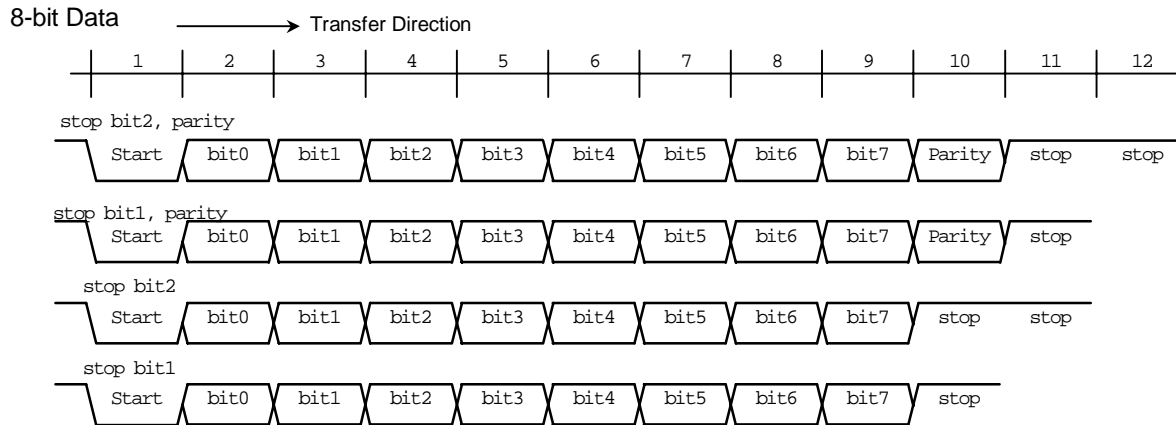 8-bit Data
Transfer Direction
1 2 3 4 5 6 7 8 9 10 11 12
stop bit2, parity
Start bit0 bit1 bit2 bit3 bit4 bit5 bit6 bit7 Parity stop stop
stop bit1, parity
Start bit0 bit1 bit2 bit3 bit4 bit5 bit6 bit7 Parity stop
stop bit2
Start bit0 bit1 bit2 bit3 bit4 bit5 bit6 bit7 stop stop
stop bit1
Start bit0 bit1 bit2 bit3 bit4 bit5 bit6 bit7 stop